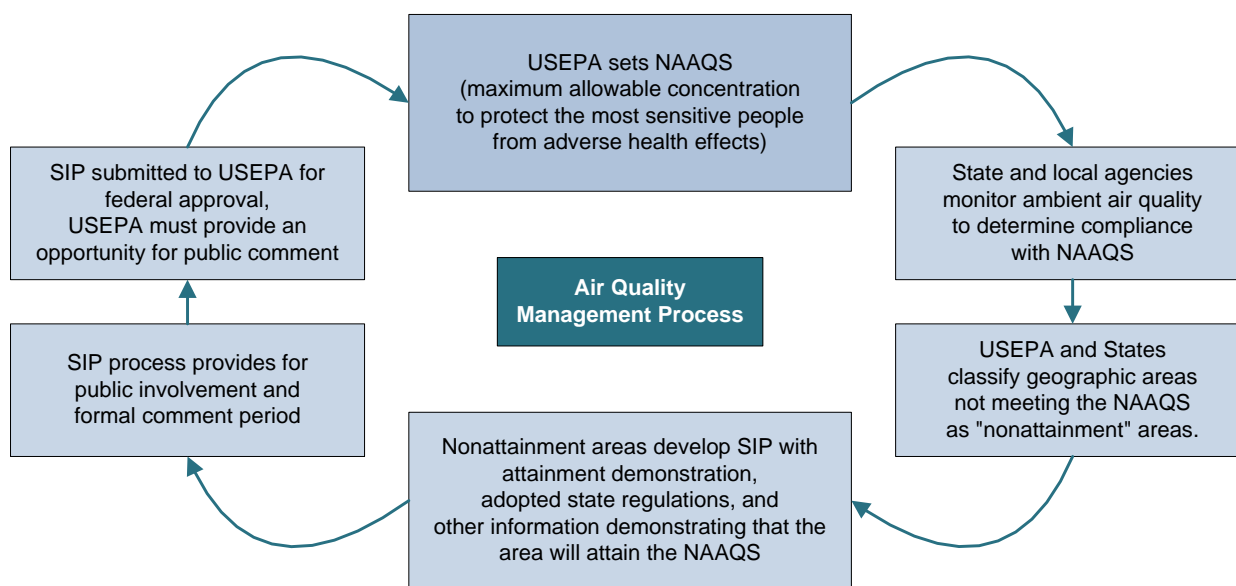 USEPA sets NAAQS
(maximum allowable concentration
to protect the most sensitive people
from adverse health effects)
State and local agencies
monitor ambient air quality
to determine compliance
with NAAQS
USEPA and States
classify geographic areas
not meeting the NAAQS
as "nonattainment" areas.
Nonattainment areas develop SIP with
attainment demonstration,
adopted state regulations, and
other information demonstrating that the
area will attain the NAAQS
SIP process provides for
public involvement and
formal comment period
SIP submitted to USEPA for
federal approval,
USEPA must provide an
opportunity for public comment
Air Quality
Management Process